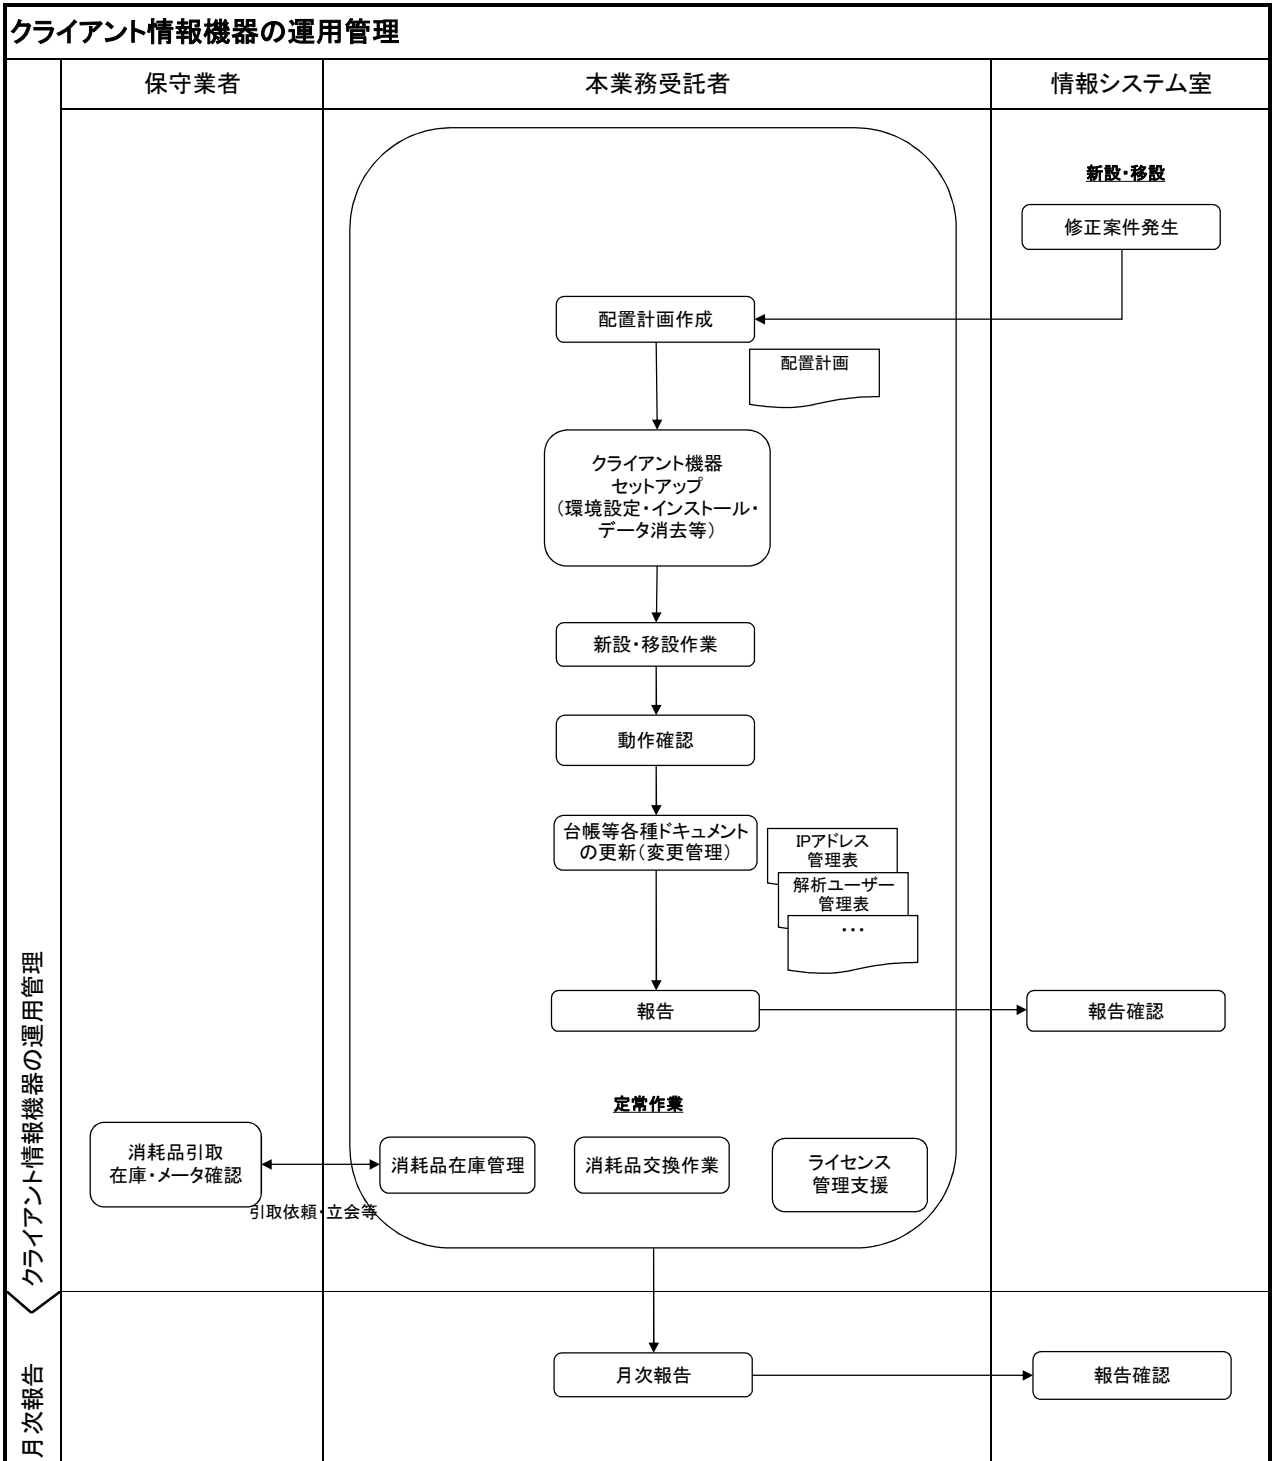 クライアント情報機器の運用管理
保守業者
本業務受託者
情報システム室
新設・移設
修正案件発生
配置計画作成
配置計画
クライアント機器
セットアップ
（環境設定・インストール・
データ消去等）
新設・移設作業
動作確認
台帳等各種ドキュメント
の更新（変更管理）
IPアドレス
管理表
解析ユーザー
管理表
・・・
報告
報告確認
クライアント情報機器の運用管理
定常作業
消耗品引取
在庫・メータ確認
引取依頼・立会等
消耗品在庫管理
消耗品交換作業
ライセンス
管理支援
月次報告
月次報告
報告確認